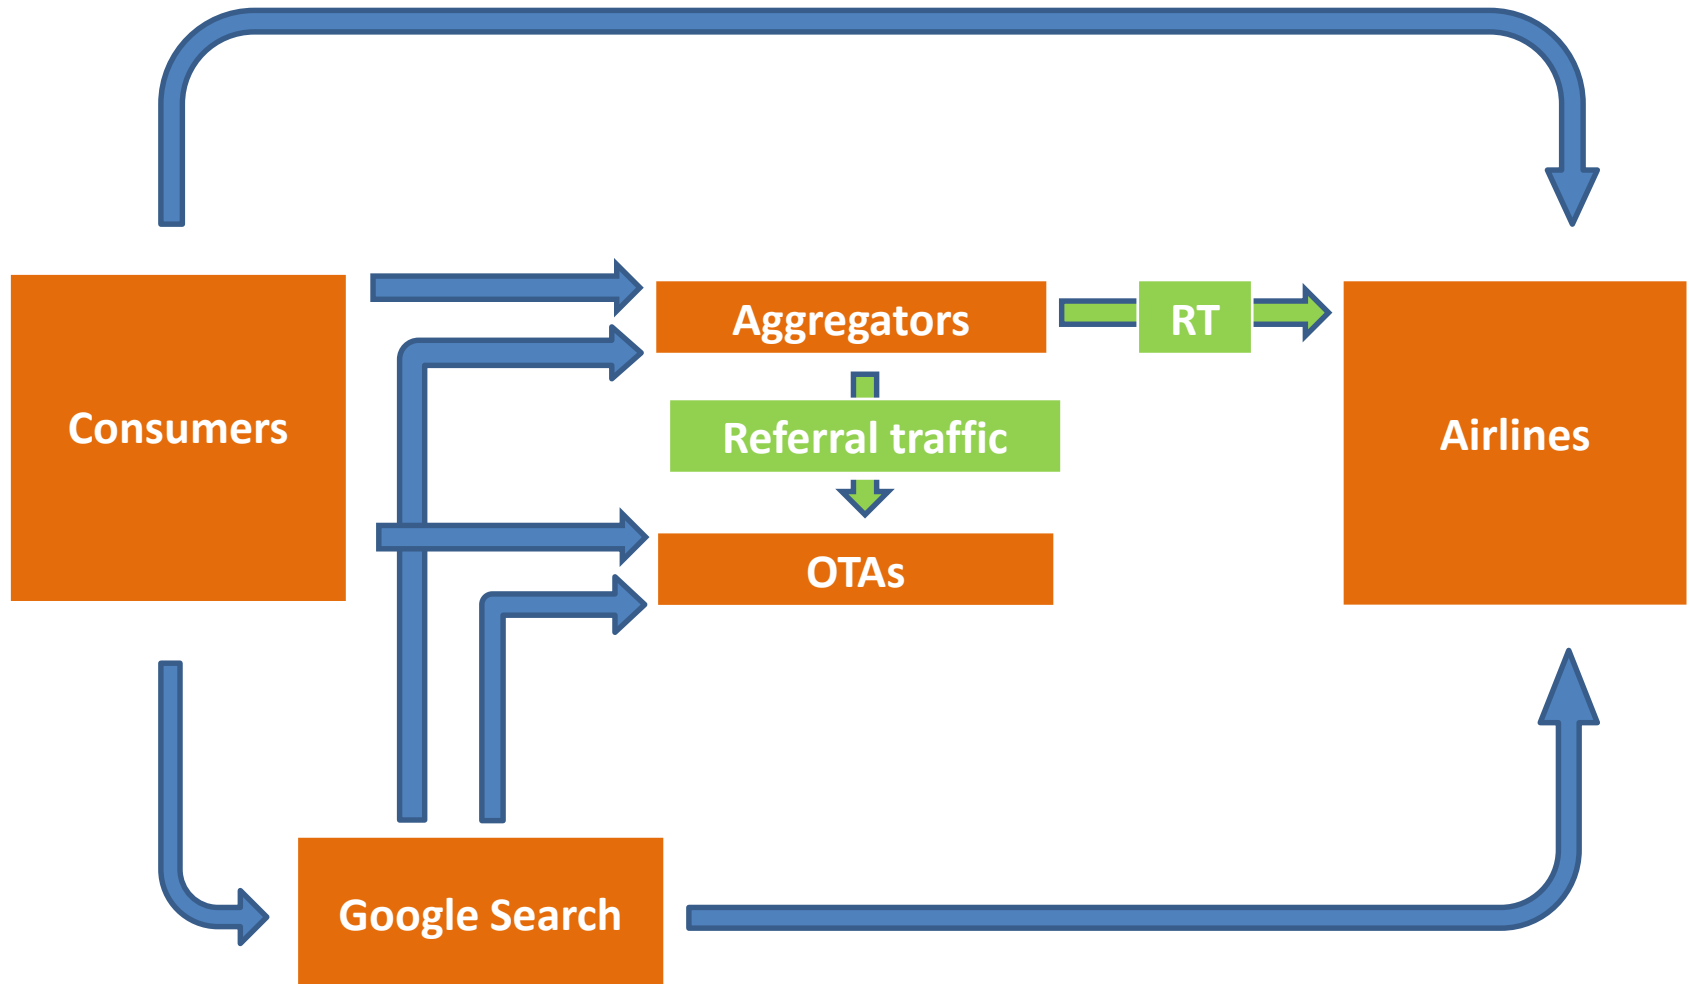 Aggregators
RT
Consumers
Referral traffic
Airlines
OTAs
Google Search